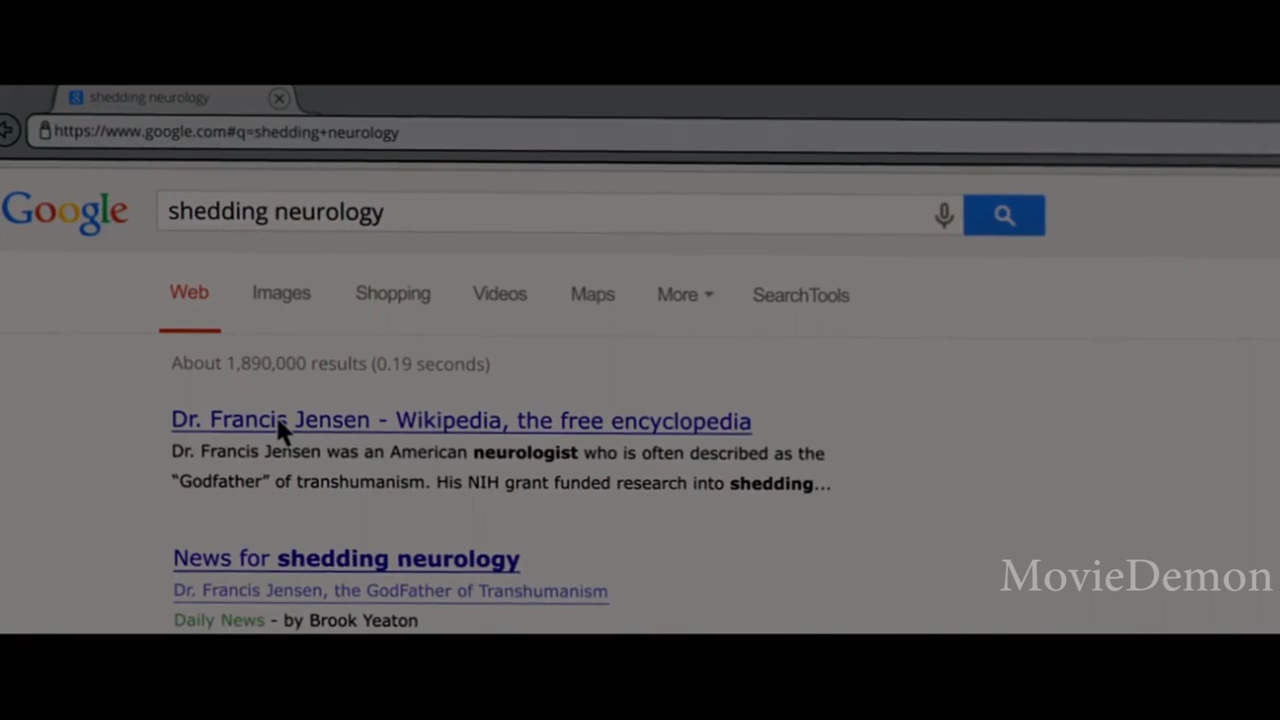 shedding neurology
https://www.google.com#q=shedding+neurology
Google shedding neurology
Web Images Shopping Videos Maps More SearchTools
About 1,890,000 results (0.19 seconds)
Dr. Francis Jensen - Wikipedia, the free encyclopedia
Dr. Francis Jensen was an American neurologist who is often described as the
“Godfather” of transhumanism. His NIH grant funded research into shedding...
News for shedding neurology
Dr. Francis Jensen, the GodFather of Transhumanism
Daily News - by Brook Yeaton
MovieDemon